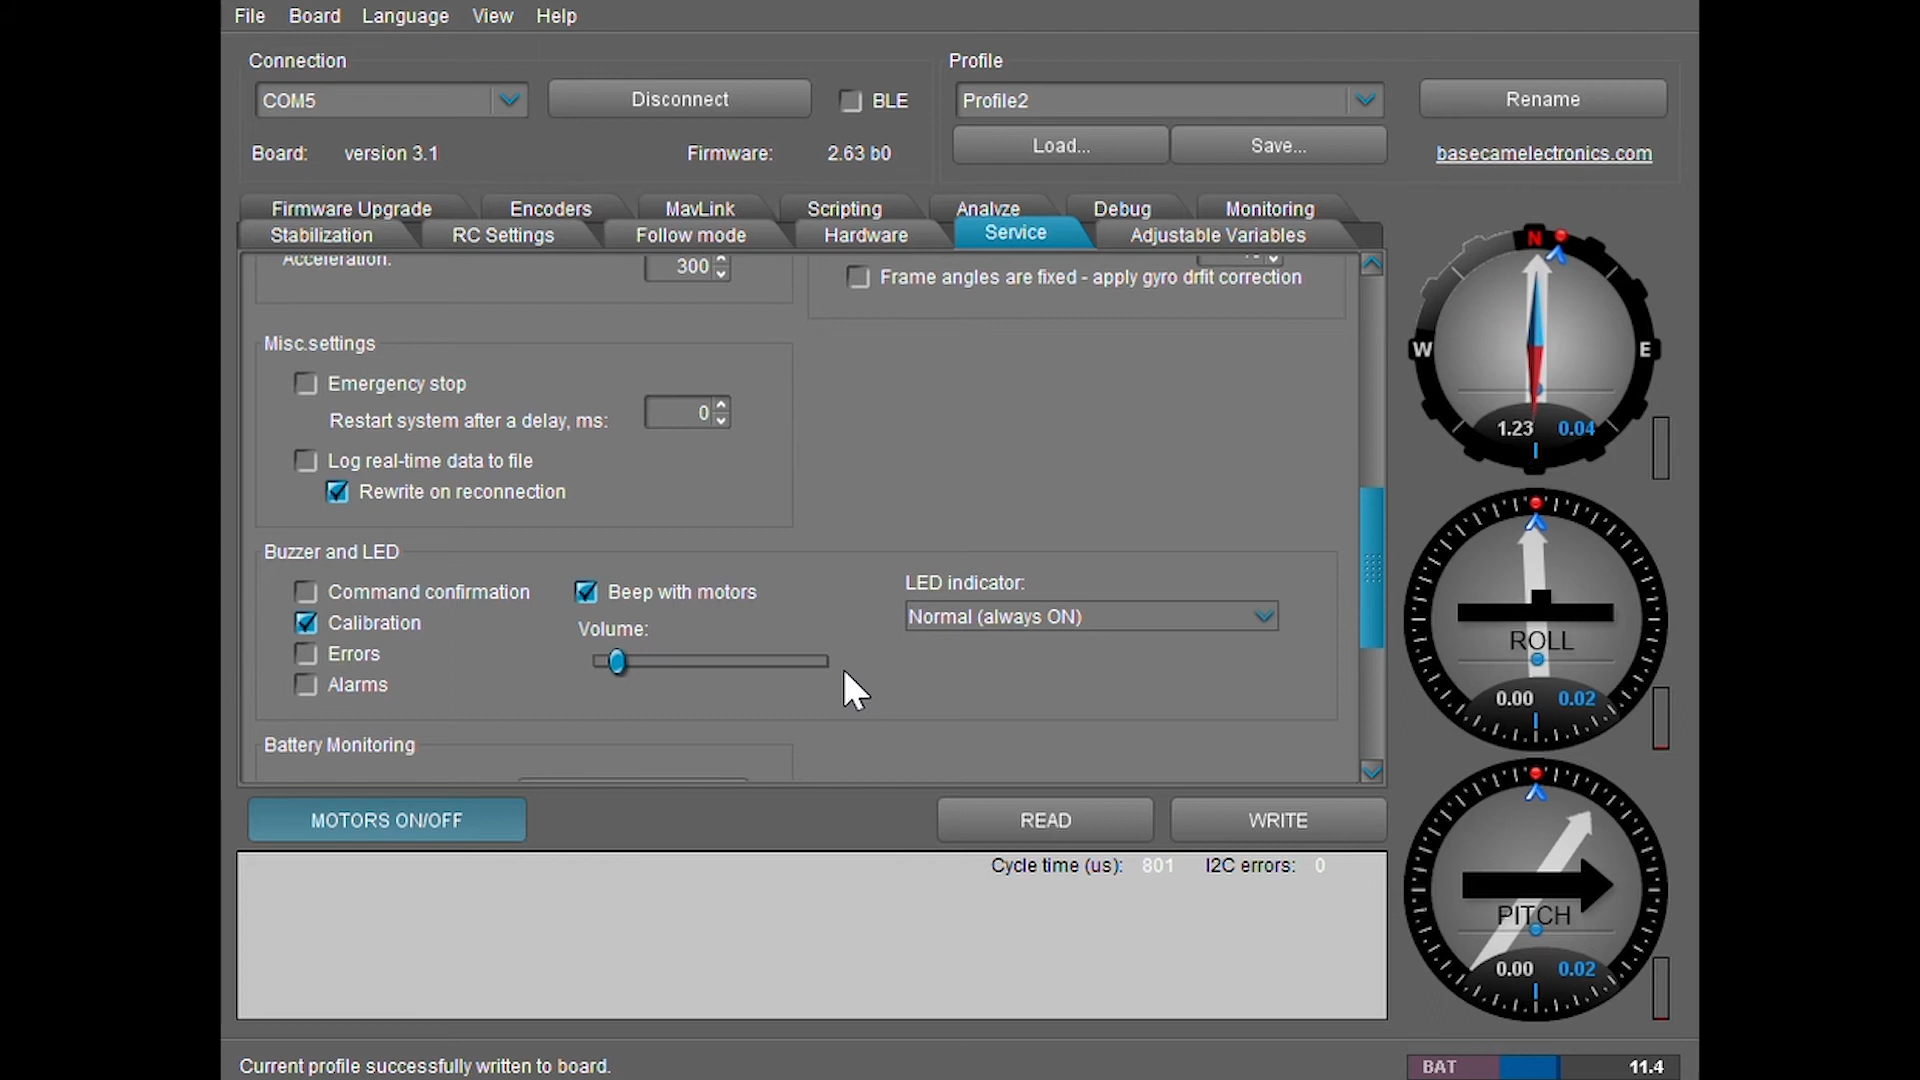 File Board Language View Help
Connection
COM5 Disconnect BLE
Board: version 3.1 Firmware: 2.63 b0
Profile
Profile2 Rename
Load... Save... basecamelectronics.com
Firmware Upgrade Encoders MavLink Scripting Analyze Debug Monitoring
Stabilization RC Settings Follow mode Hardware Service Adjustable Variables
Acceleration: 300
Frame angles are fixed - apply gyro drfit correction
Misc.settings
Emergency stop
Restart system after a delay, ms: 0
Log real-time data to file
Rewrite on reconnection
Buzzer and LED
Command confirmation
Calibration
Errors
Alarms
Beep with motors
Volume:
LED indicator:
Normal (always ON)
Battery Monitoring
MOTORS ON/OFF READ WRITE
Cycle time (us): 801 I2C errors: 0
N
W E
1.23 0.04
ROLL
0.00 0.02
PITCH
0.00 0.02
Current profile successfully written to board.
BAT 11.4